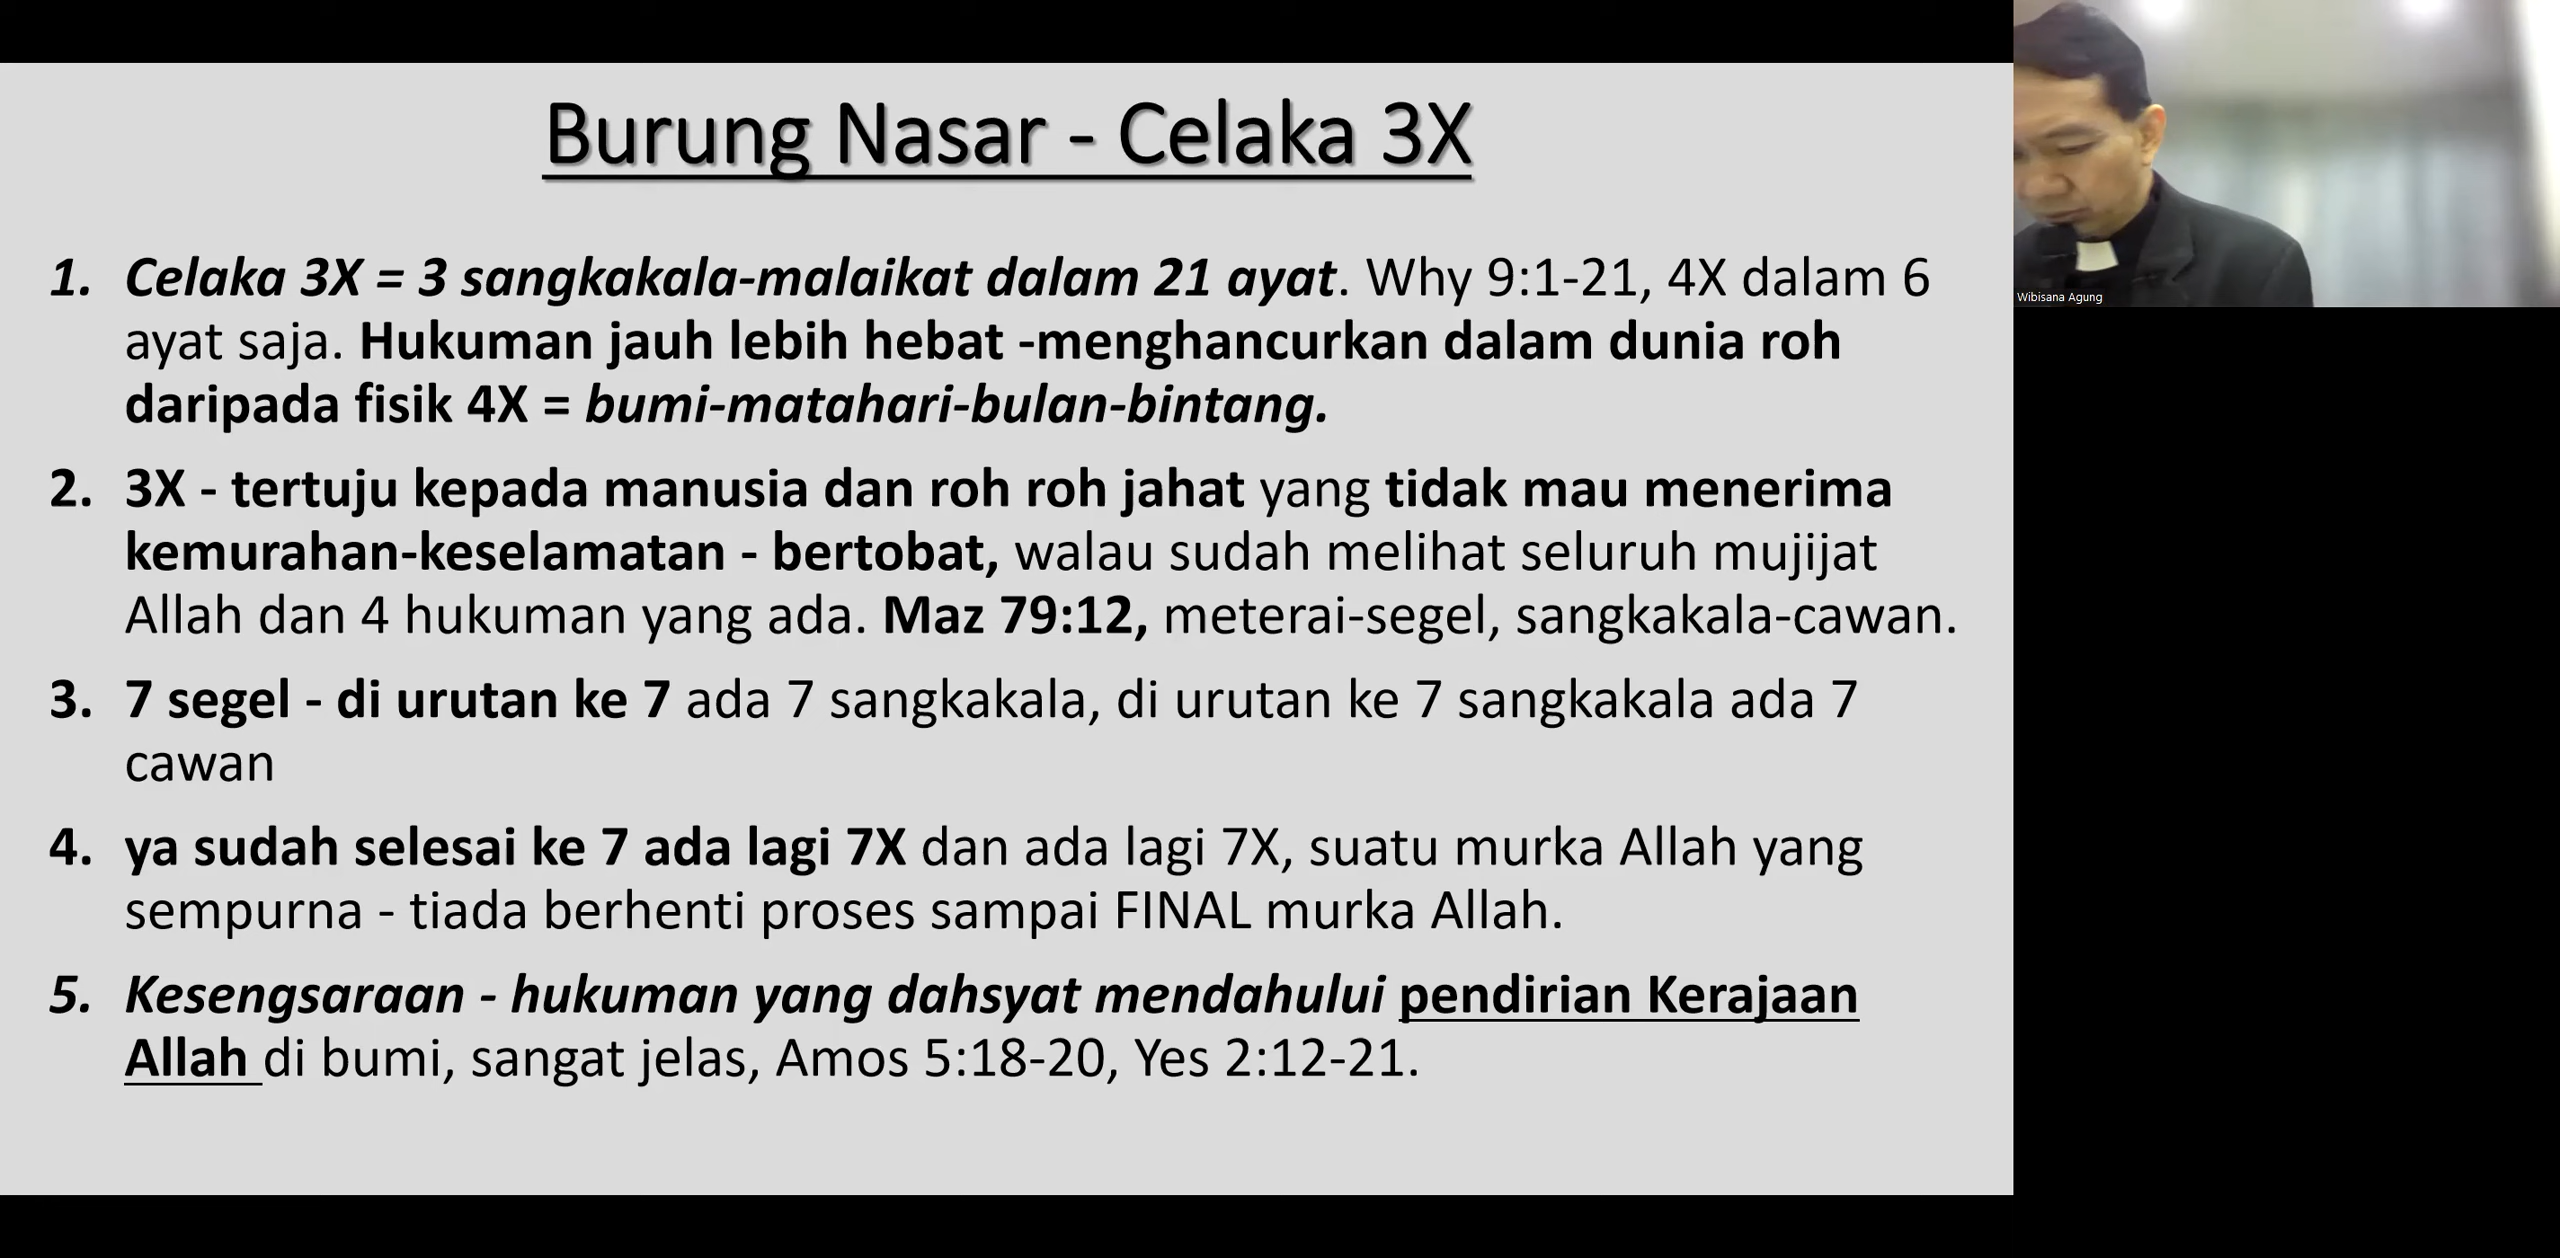 Burung Nasar - Celaka 3X
1. Celaka 3X = 3 sangkakala-malaikat dalam 21 ayat. Why 9:1-21, 4X dalam 6
ayat saja. Hukuman jauh lebih hebat -menghancurkan dalam dunia roh
daripada fisik 4X = bumi-matahari-bulan-bintang.
2. 3X - tertuju kepada manusia dan roh roh jahat yang tidak mau menerima
kemurahan-keselamatan - bertobat, walau sudah melihat seluruh mujijat
Allah dan 4 hukuman yang ada. Maz 79:12, meterai-segel, sangkakala-cawan.
3. 7 segel - di urutan ke 7 ada 7 sangkakala, di urutan ke 7 sangkakala ada 7
cawan
4. ya sudah selesai ke 7 ada lagi 7X dan ada lagi 7X, suatu murka Allah yang
sempurna - tiada berhenti proses sampai FINAL murka Allah.
5. Kesengsaraan - hukuman yang dahsyat mendahului pendirian Kerajaan
Allah di bumi, sangat jelas, Amos 5:18-20, Yes 2:12-21.
Wibisana Agung